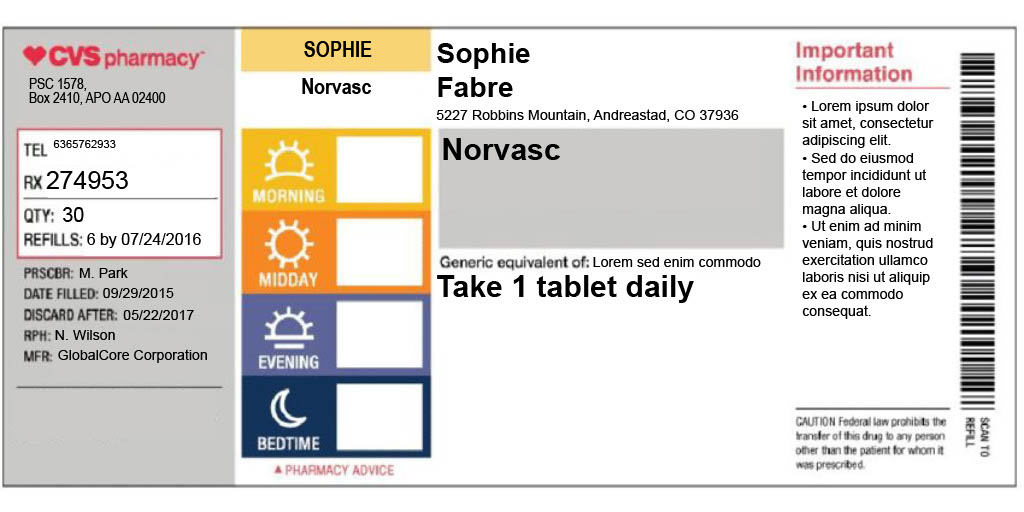 CVS pharmacy
PSC 1578,
Box 2410, APO AA 02400
TEL 6365762933
RX 274953
QTY: 30
REFILLS: 6 by 07/24/2016
PRSCBR: M. Park
DATE FILLED: 09/29/2015
DISCARD AFTER: 05/22/2017
RPH: N. Wilson
MFR: GlobalCore Corporation
SOPHIE
Norvasc
MORNING
MIDDAY
EVENING
BEDTIME
▲ PHARMACY ADVICE
Sophie
Fabre
5227 Robbins Mountain, Andreastad, CO 37936
Norvasc
Generic equivalent of: Lorem sed enim commodo
Take 1 tablet daily
Important
Information
• Lorem ipsum dolor
sit amet, consectetur
adipiscing elit.
• Sed do eiusmod
tempor incididunt ut
labore et dolore
magna aliqua.
• Ut enim ad minim
veniam, quis nostrud
exercitation ullamco
laboris nisi ut aliquip
ex ea commodo
consequat.
CAUTION Federal law prohibits the
transfer of this drug to any person
other than the patient for whom it
was prescribed.
SCAN TO
REFILL